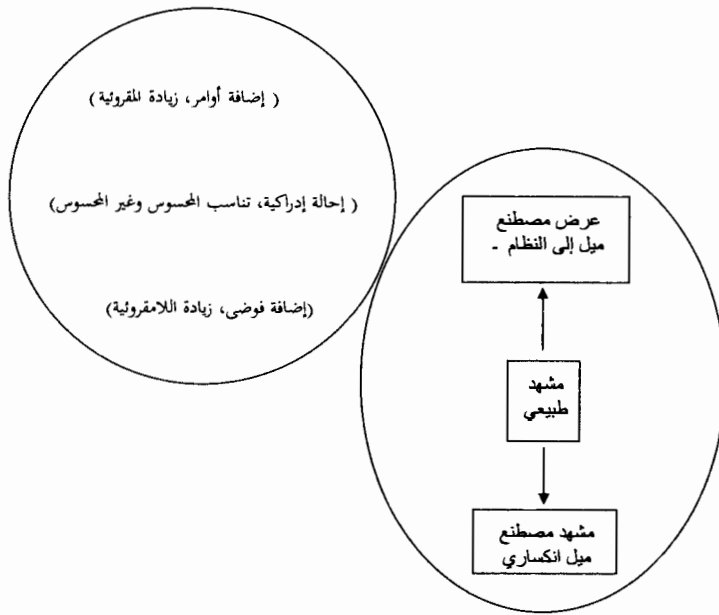 ( إضافة أوامر، زيادة المقروئية)
( إحالة إدراكية، تناسب المحسوس وغير المحسوس)
(إضافة فوضى، زيادة اللامقروئية)
عرض مصطنع
ميل إلى النظام -
مشهد
طبيعي
مشهد مصطنع
ميل انكساري